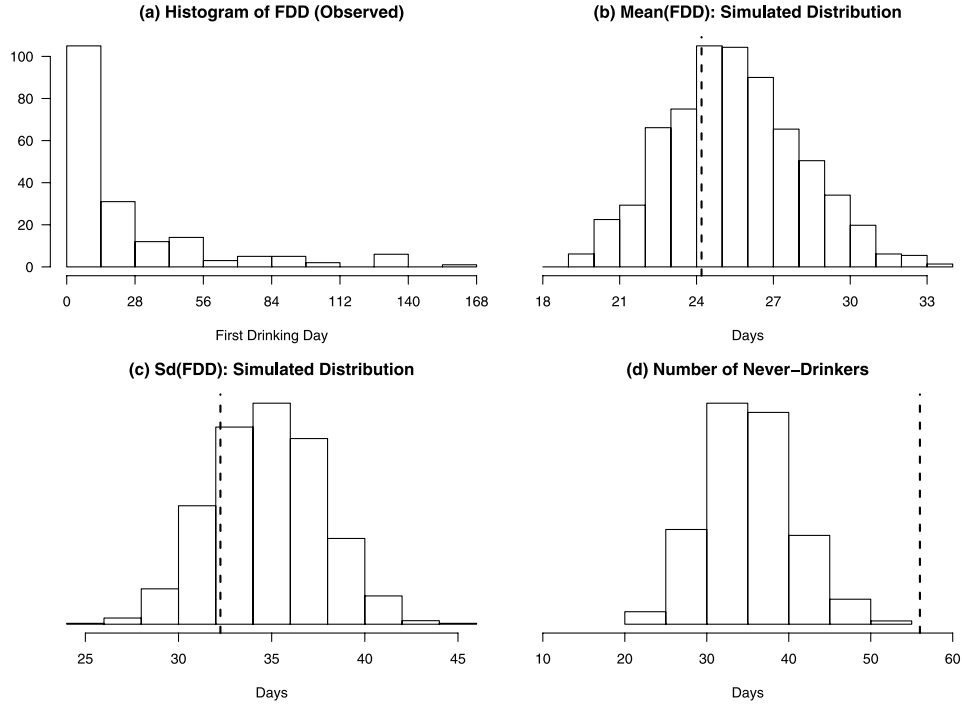 (a) Histogram of FDD (Observed)
100
80
60
40
20
0
0 28 56 84 112 140 168
First Drinking Day
(b) Mean(FDD): Simulated Distribution
18 21 24 27 30 33
Days
(c) Sd(FDD): Simulated Distribution
25 30 35 40 45
Days
(d) Number of Never−Drinkers
10 20 30 40 50 60
Days